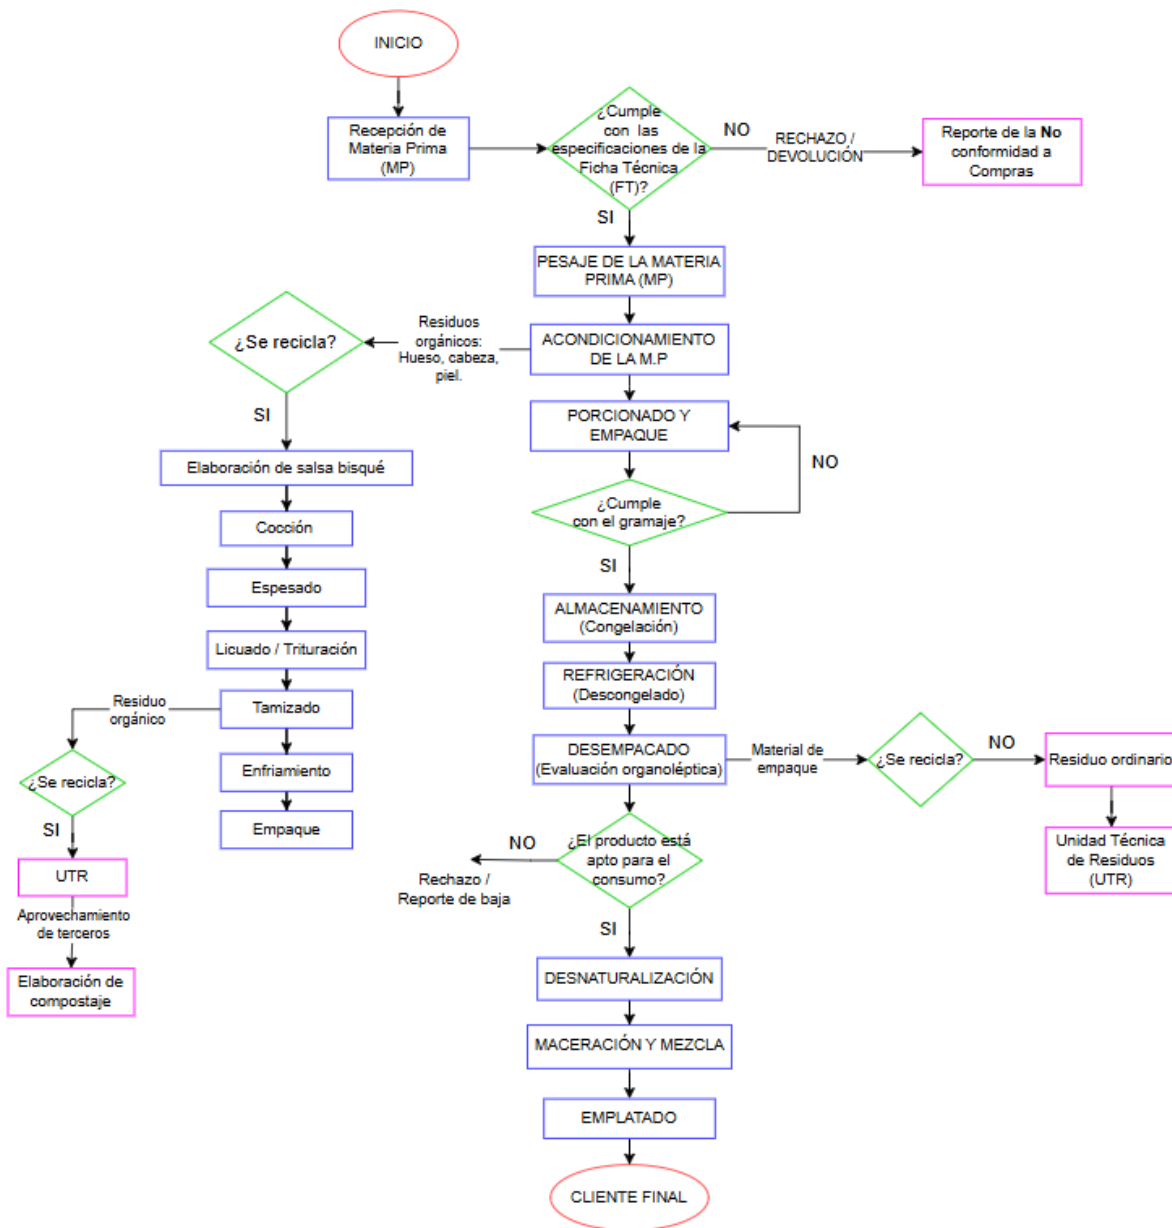 INICIO
Recepción de
Materia Prima
(MP)
¿Cumple
con las
especificaciones de la
Ficha Técnica
(FT)?
NO
RECHAZO /
DEVOLUCIÓN
Reporte de la No
conformidad a
Compras
SI
PESAJE DE LA MATERIA
PRIMA (MP)
ACONDICIONAMIENTO
DE LA M.P
Residuos
orgánicos:
Hueso, cabeza,
piel.
¿Se recicla?
SI
Elaboración de salsa bisqué
Cocción
Espesado
Licuado / Trituración
Tamizado
Residuo
orgánico
¿Se recicla?
SI
UTR
Aprovechamiento
de terceros
Elaboración de
compostaje
Enfriamiento
Empaque
PORCIONADO Y
EMPAQUE
NO
¿Cumple
con el gramaje?
SI
ALMACENAMIENTO
(Congelación)
REFRIGERACIÓN
(Descongelado)
DESEMPACADO
(Evaluación organoléptica)
Material de
empaque
¿Se recicla?
NO
Residuo ordinario
Unidad Técnica
de Residuos
(UTR)
¿El producto está
apto para el
consumo?
NO
Rechazo /
Reporte de baja
SI
DESNATURALIZACIÓN
MACERACIÓN Y MEZCLA
EMPLATADO
CLIENTE FINAL